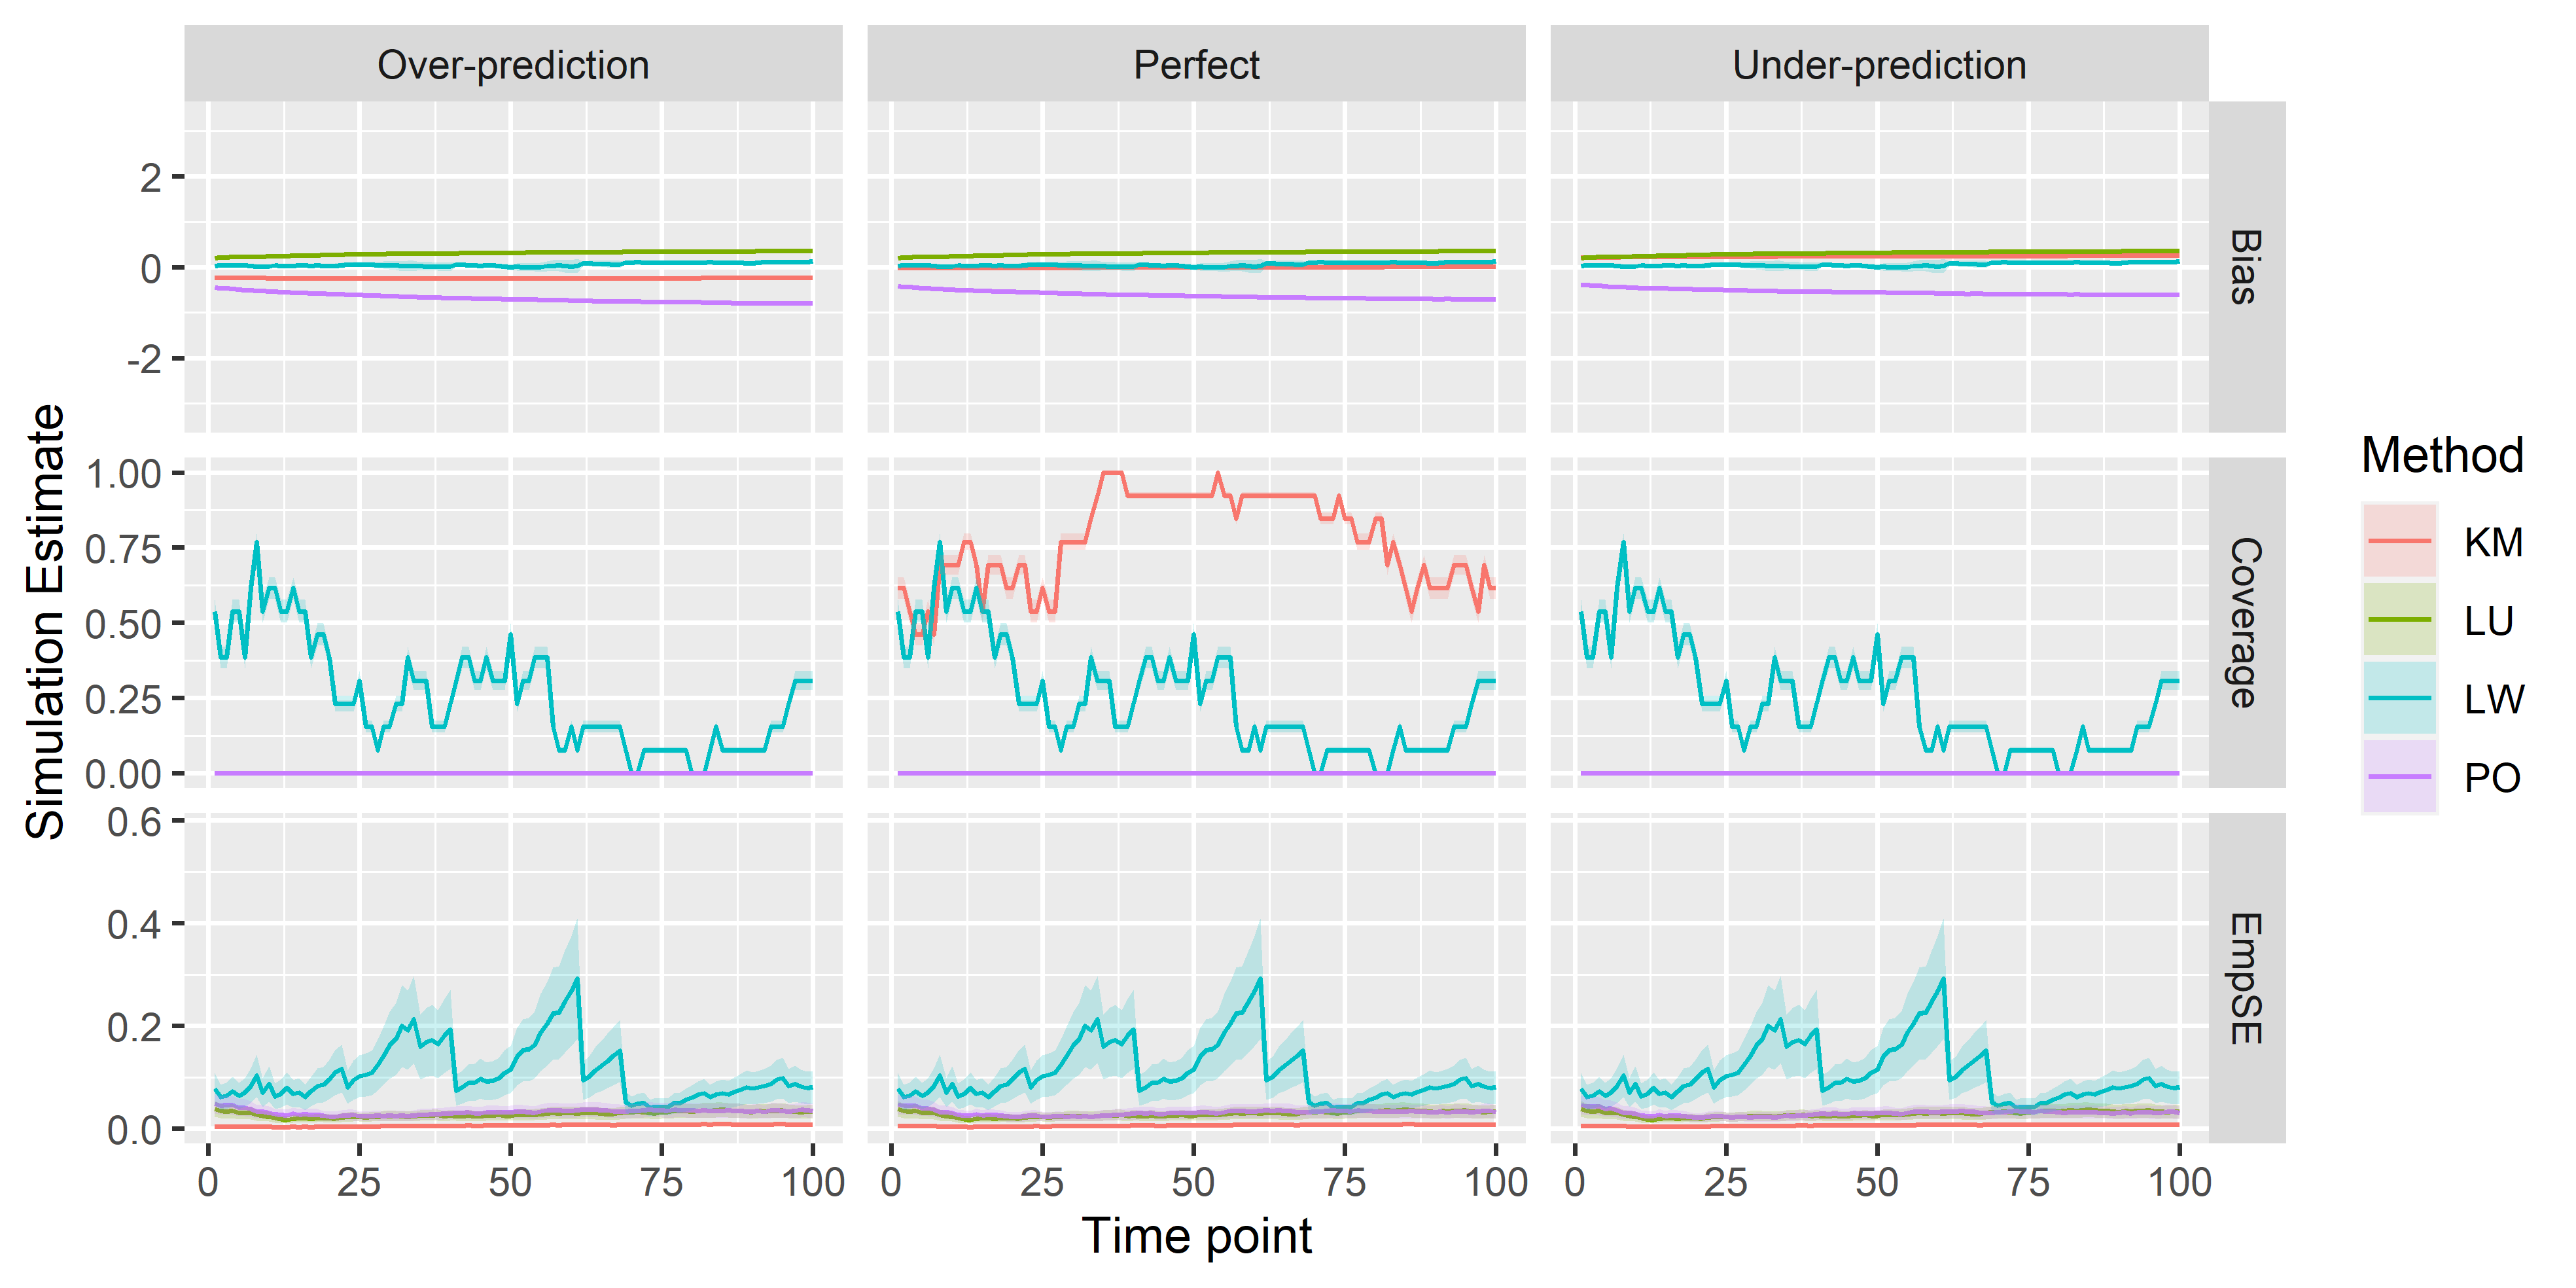 Over-prediction
Perfect
Under-prediction
2
0
-2
Bias
Simulation Estimate
1.00
0.75
0.50
0.25
0.00
Coverage
0.6
0.4
0.2
0.0
EmpSE
0 25 50 75 100
0 25 50 75 100
0 25 50 75 100
Time point
Method
KM
LU
LW
PO